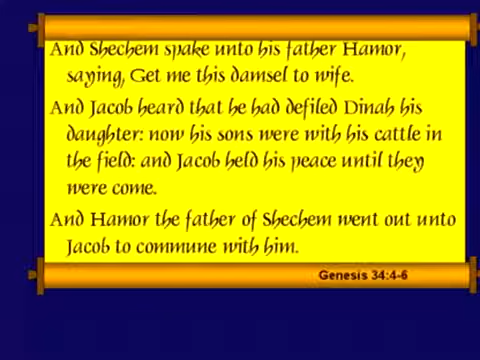 And Shechem spake unto his father Hamor,
saying, Get me this damsel to wife.
And Jacob heard that he had defiled Dinah his
daughter: now his sons were with his cattle in
the field: and Jacob held his peace until they
were come.
And Hamor the father of Shechem went out unto
Jacob to commune with him.
Genesis 34:4-6